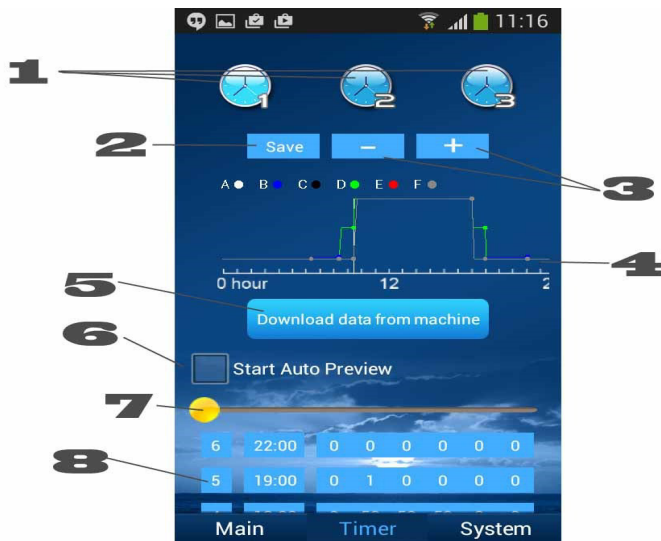 11:16
1
1 2 3
2 Save − + 3
A B C D E F
4
0 hour 12 2
5 Download data from machine
6 Start Auto Preview
7
6 22:00 0 0 0 0 0 0
8 5 19:00 0 1 0 0 0 0
Main Timer System